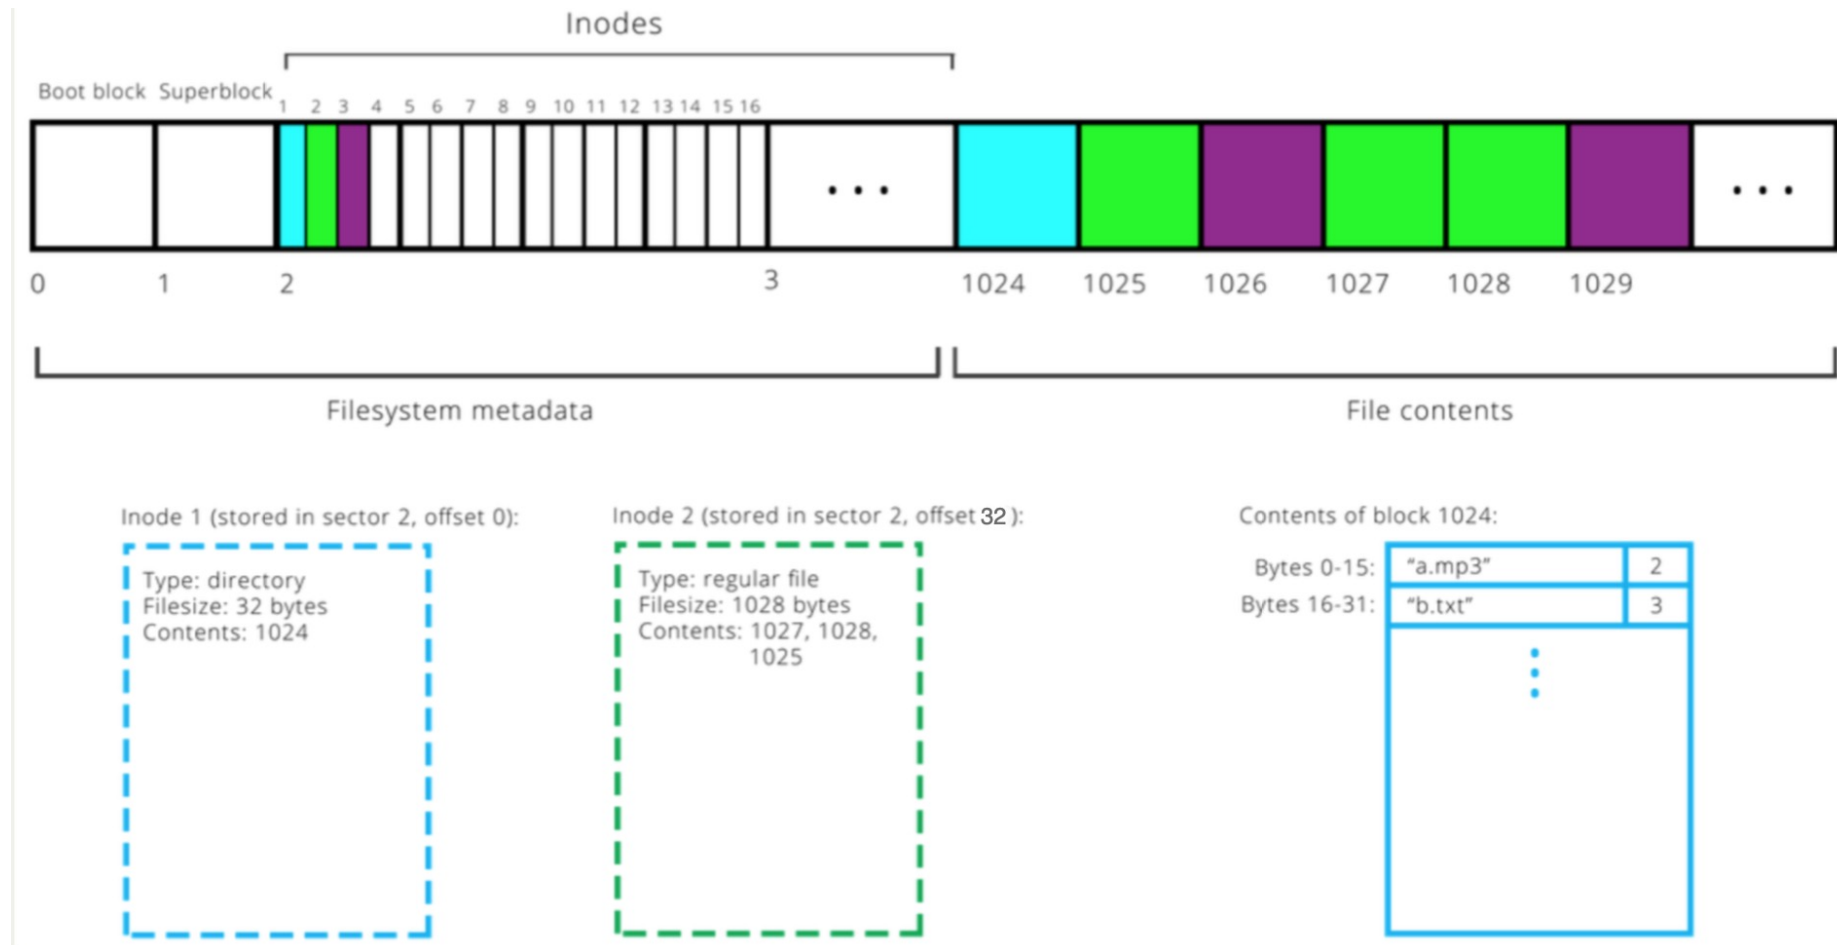 Inodes
Boot block Superblock
1 2 3 4 5 6 7 8 9 10 11 12 13 14 15 16
. . .
. . .
0 1 2 3 1024 1025 1026 1027 1028 1029
Filesystem metadata
File contents
Inode 1 (stored in sector 2, offset 0):
Type: directory
Filesize: 32 bytes
Contents: 1024
Inode 2 (stored in sector 2, offset 32 ):
Type: regular file
Filesize: 1028 bytes
Contents: 1027, 1028,
1025
Contents of block 1024:
Bytes 0-15: “a.mp3” 2
Bytes 16-31: “b.txt” 3